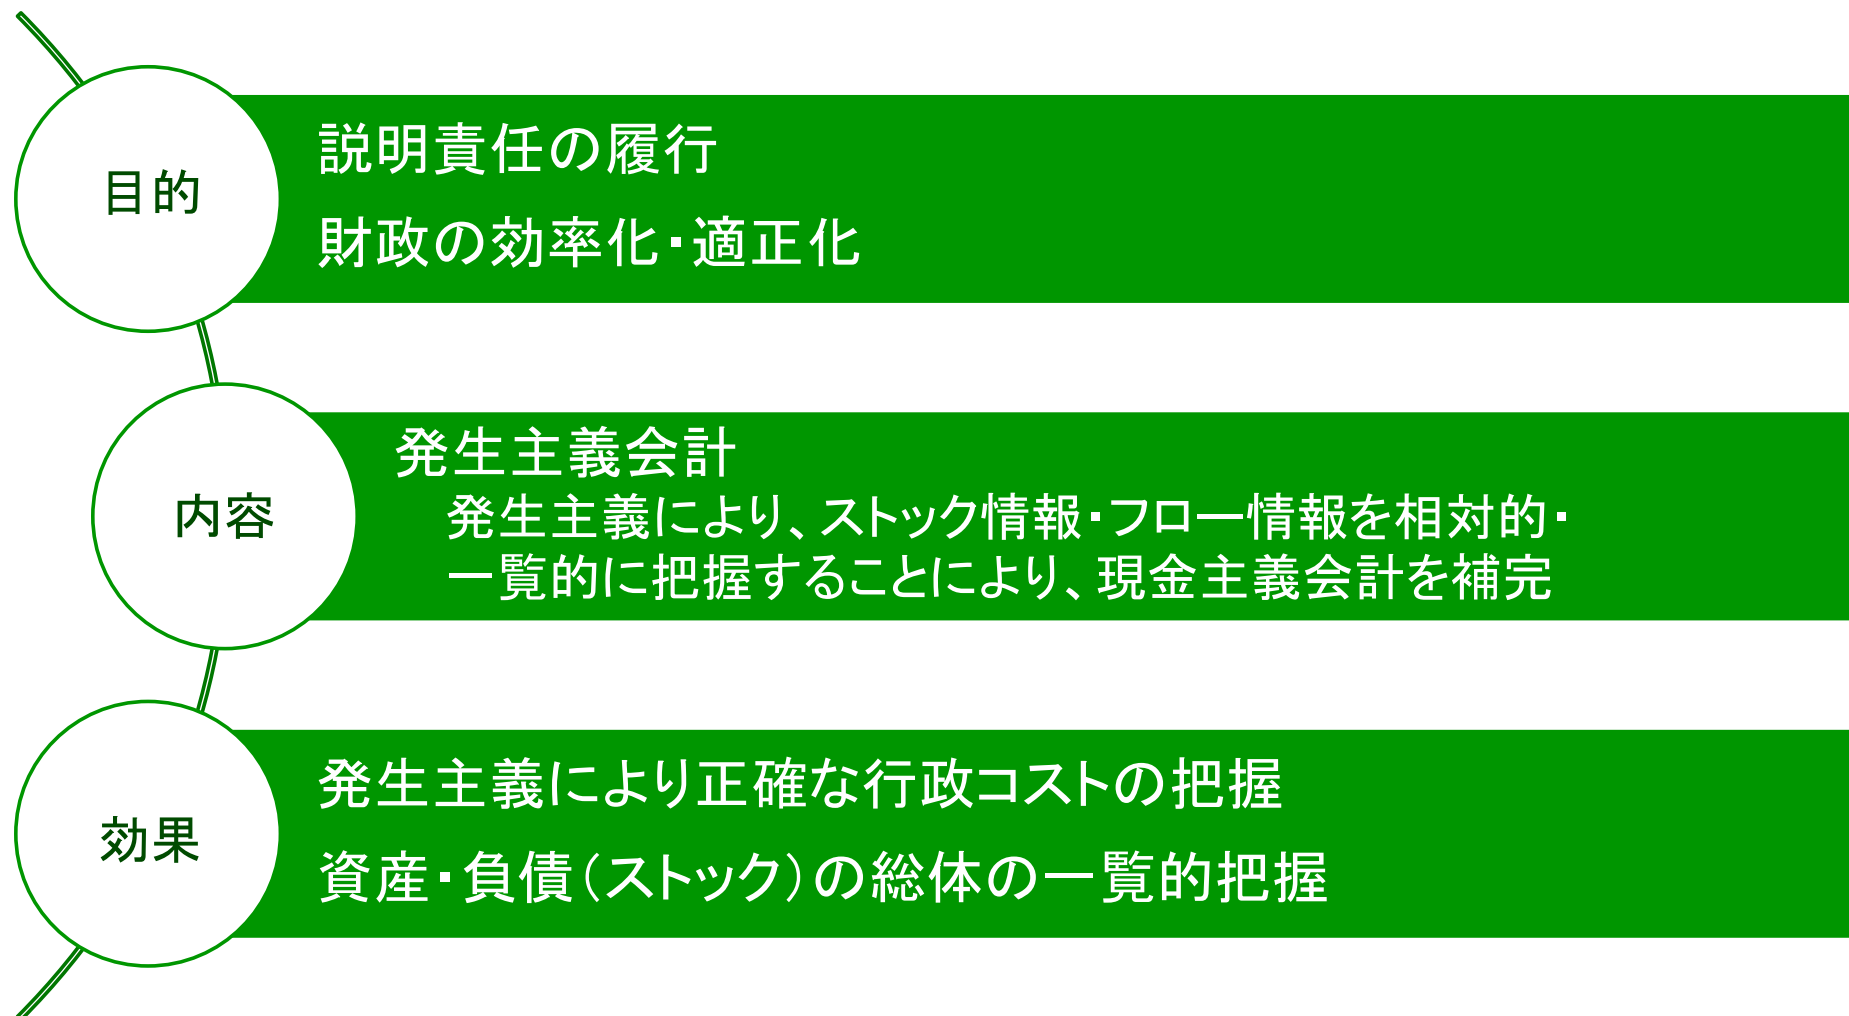 目的
説明責任の履行
財政の効率化・適正化
内容
発生主義会計
発生主義により、ストック情報・フロー情報を相対的・
一覧的に把握することにより、現金主義会計を補完
効果
発生主義により正確な行政コストの把握
資産・負債（ストック）の総体の一覧的把握